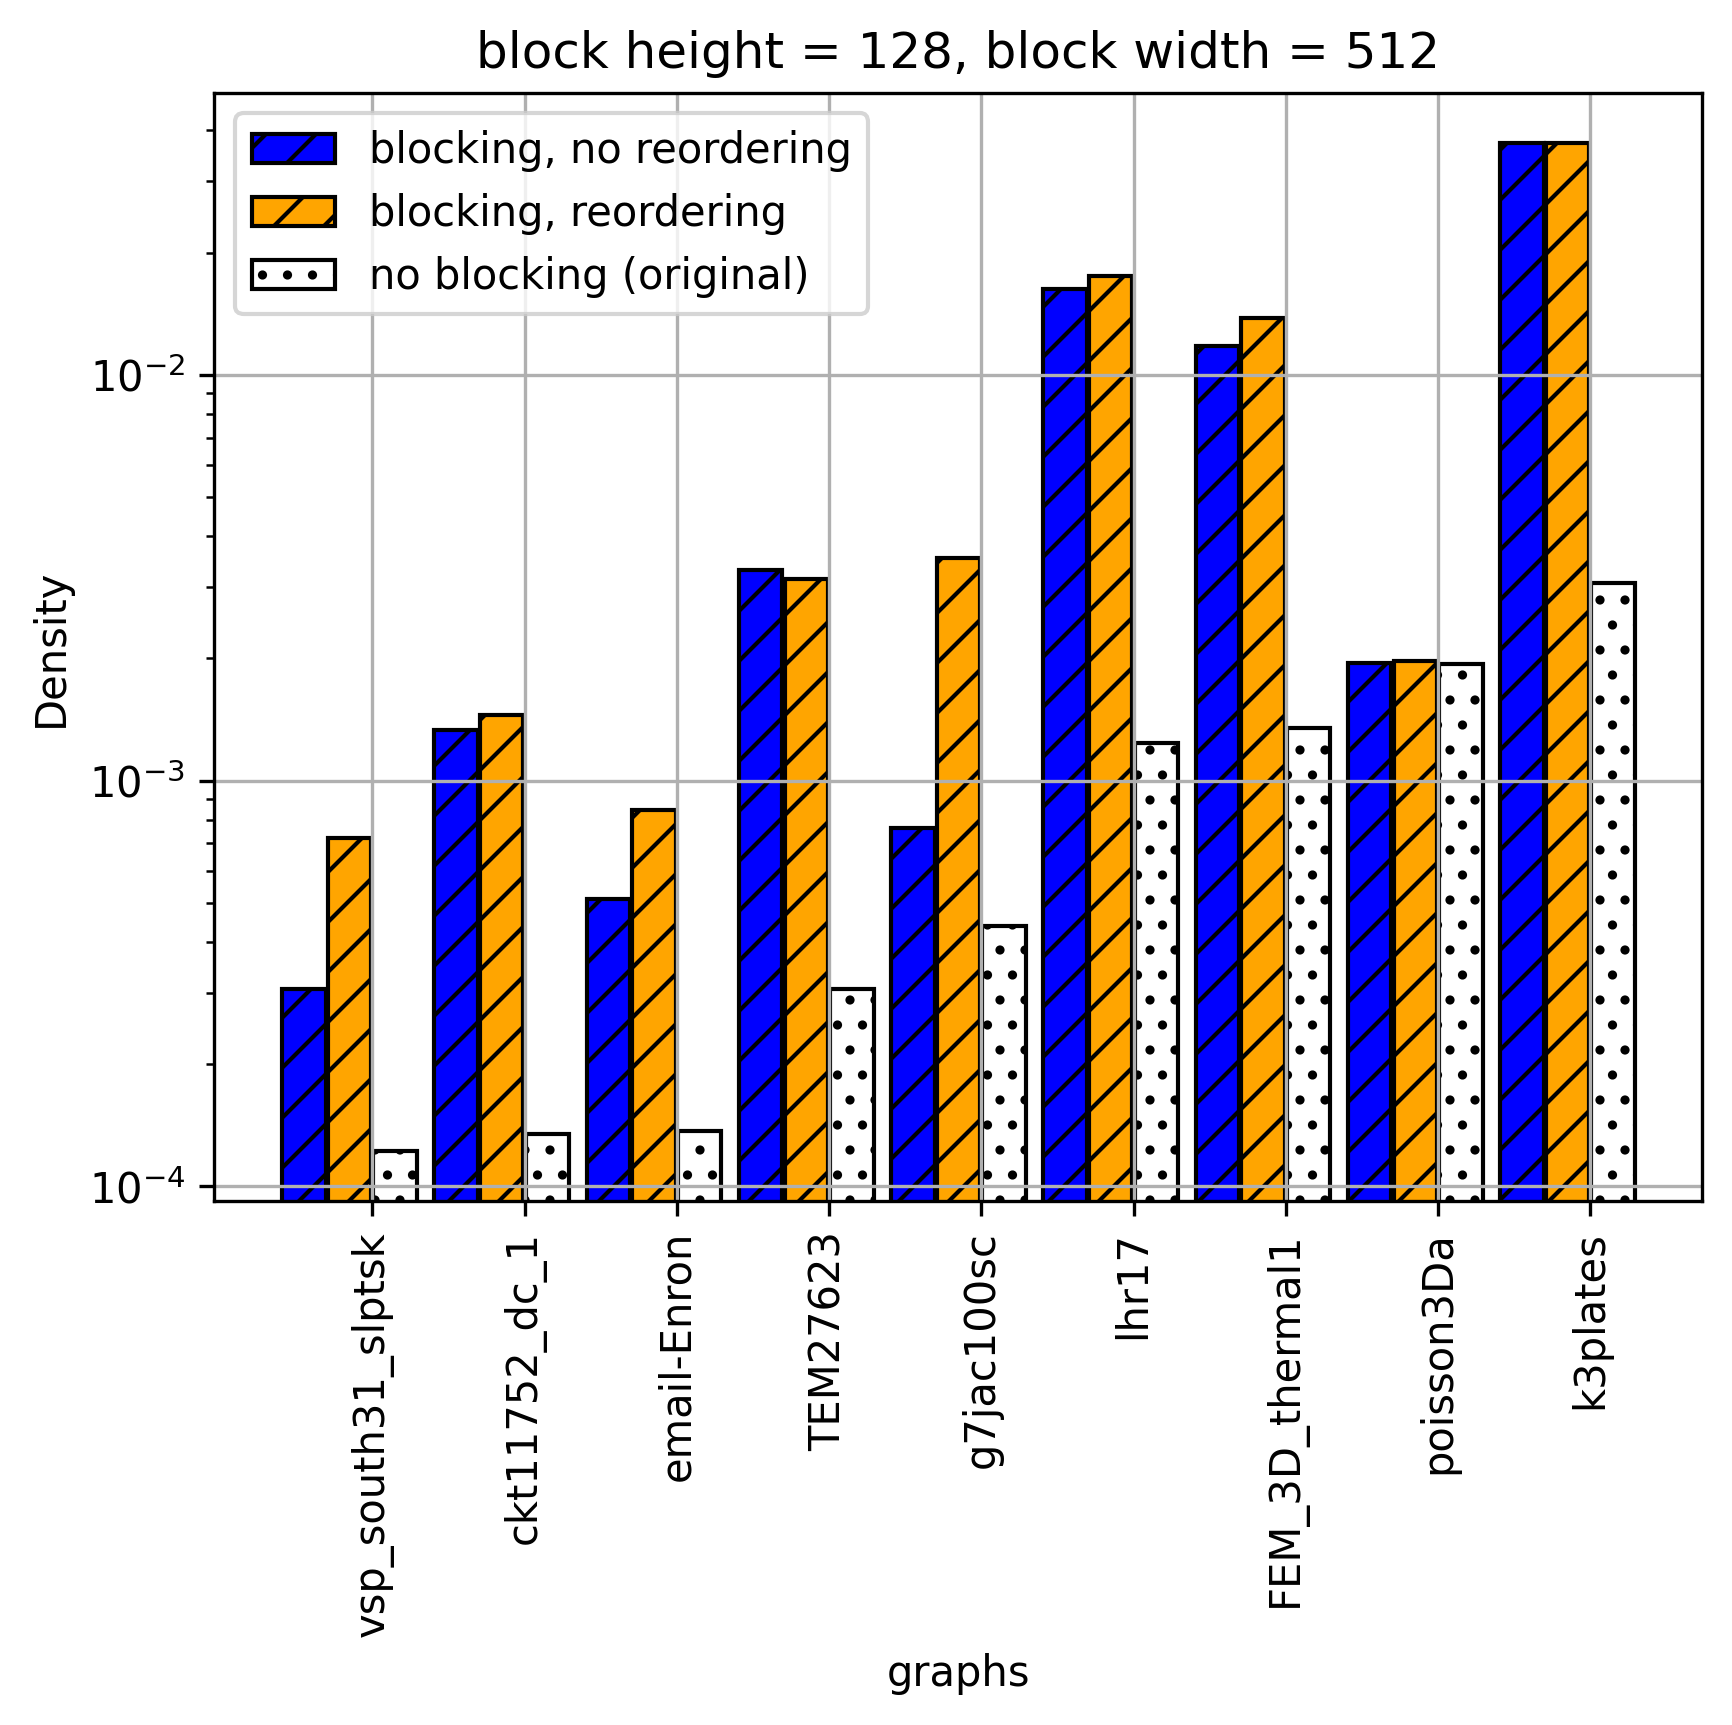 block height = 128, block width = 512
blocking, no reordering
blocking, reordering
no blocking (original)
Density
10⁻²
10⁻³
10⁻⁴
vsp_south31_slptsk
ckt11752_dc_1
email-Enron
TEM27623
g7jac100sc
lhr17
FEM_3D_thermal1
poisson3Da
k3plates
graphs